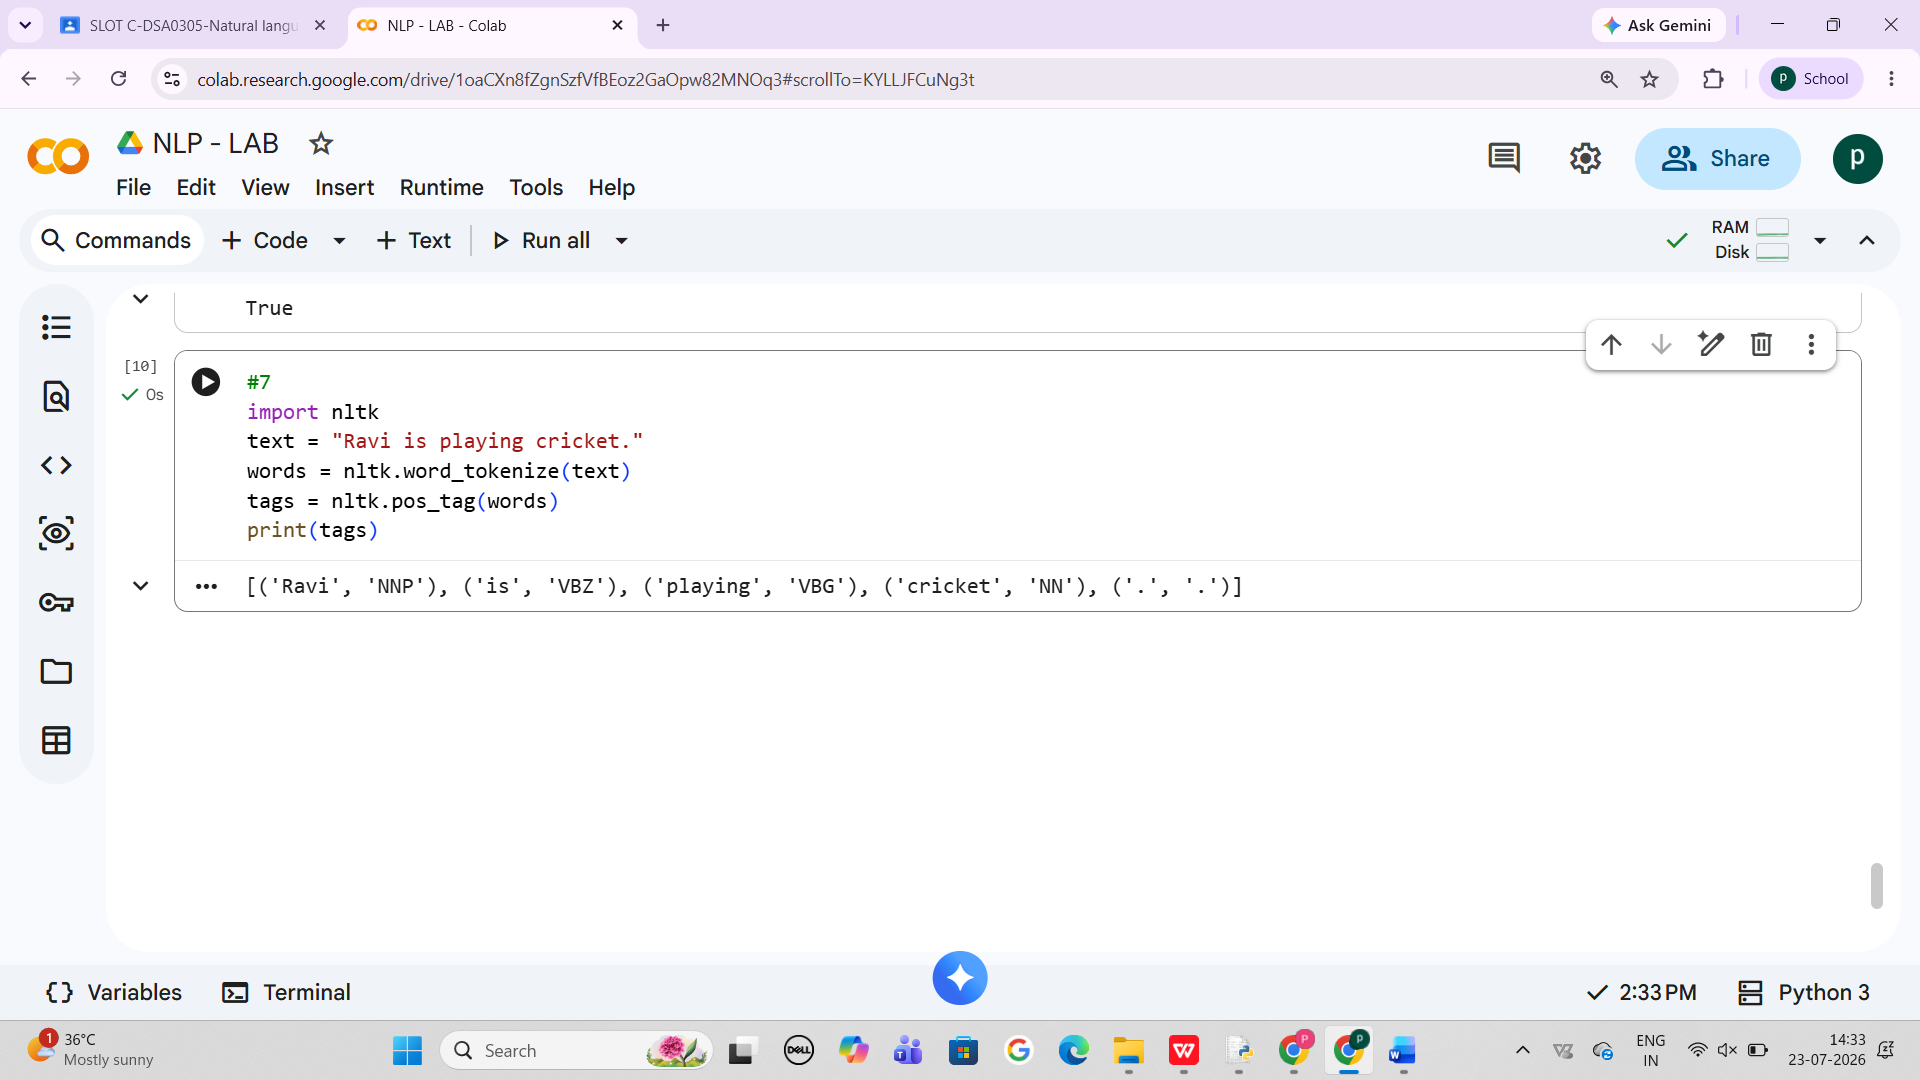 SLOT C-DSA0305-Natural langu
NLP - LAB - Colab
Ask Gemini
colab.research.google.com/drive/1oaCXn8fZgnSzfVfBEoz2GaOpw82MNOq3#scrollTo=KYLLJFCuNg3t
P School
NLP - LAB
File Edit View Insert Runtime Tools Help
Share
p
Commands
+ Code
+ Text
Run all
RAM
Disk
True
[10]
0s
#7
import nltk
text = "Ravi is playing cricket."
words = nltk.word_tokenize(text)
tags = nltk.pos_tag(words)
print(tags)
[('Ravi', 'NNP'), ('is', 'VBZ'), ('playing', 'VBG'), ('cricket', 'NN'), ('.', '.')]
Variables
Terminal
2:33 PM
Python 3
1
36°C
Mostly sunny
Search
DELL
ENG
IN
14:33
23-07-2026